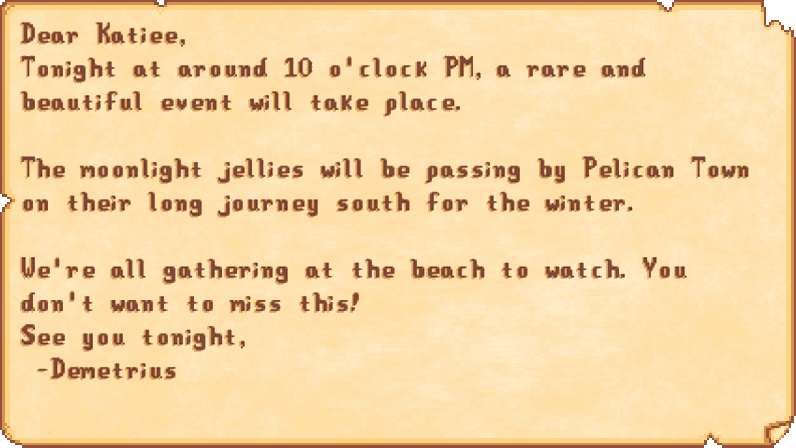 Dear Katiee,
Tonight at around 10 o'clock PM, a rare and
beautiful event will take place.
The moonlight jellies will be passing by Pelican Town
on their long journey south for the winter.
We're all gathering at the beach to watch. You
don't want to miss this!
See you tonight,
-Demetrius